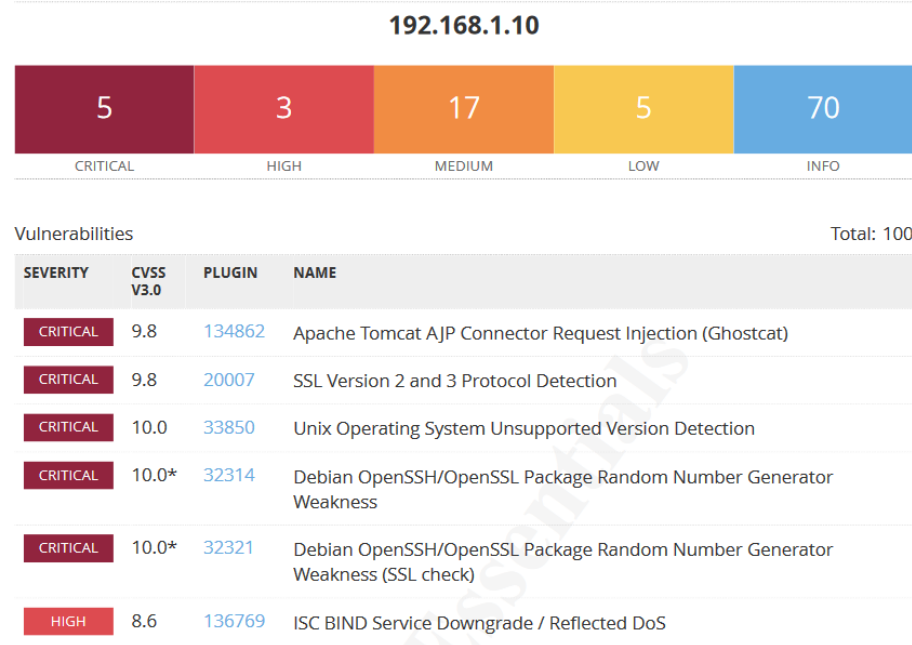 192.168.1.10
5 3 17 5 70
CRITICAL HIGH MEDIUM LOW INFO
Vulnerabilities Total: 100
SEVERITY CVSS V3.0 PLUGIN NAME
CRITICAL 9.8 134862 Apache Tomcat AJP Connector Request Injection (Ghostcat)
CRITICAL 9.8 20007 SSL Version 2 and 3 Protocol Detection
CRITICAL 10.0 33850 Unix Operating System Unsupported Version Detection
CRITICAL 10.0* 32314 Debian OpenSSH/OpenSSL Package Random Number Generator
Weakness
CRITICAL 10.0* 32321 Debian OpenSSH/OpenSSL Package Random Number Generator
Weakness (SSL check)
HIGH 8.6 136769 ISC BIND Service Downgrade / Reflected DoS
Essentials